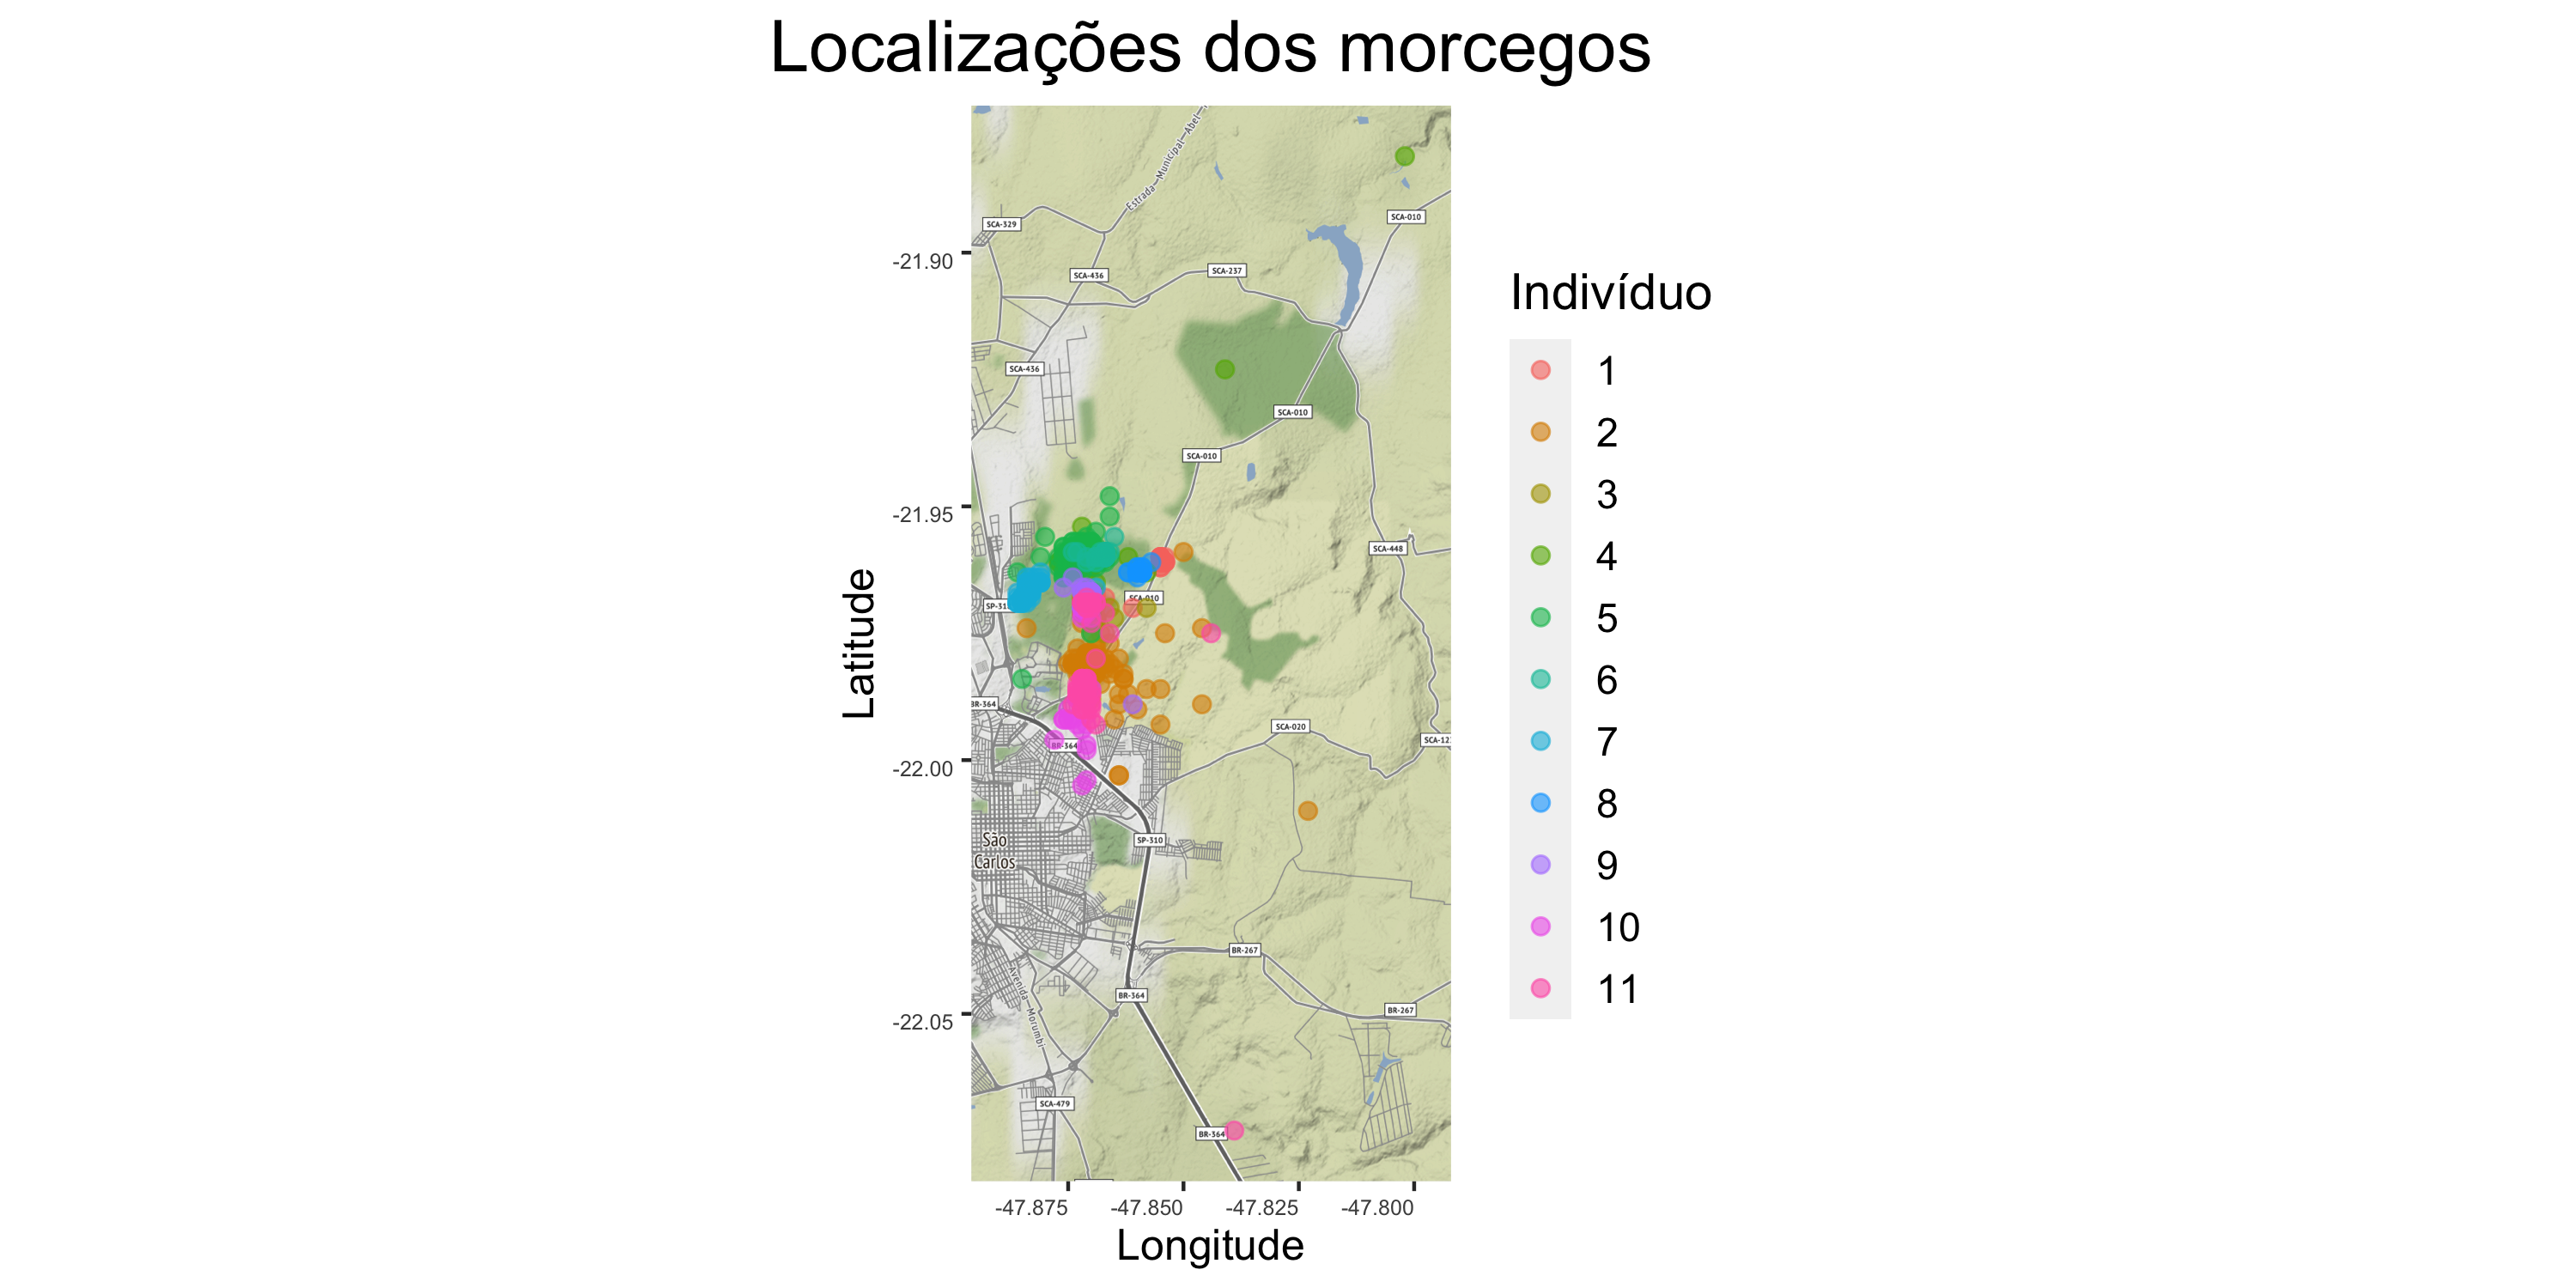 Localizações dos morcegos
Estrada—Municipal—Abel—
SCA-329
SCA-010
-21.90
SCA-436
SCA-237
SCA-436
SCA-010
SCA-010
-21.95
SCA-448
SCA-010
SP-31
BR-364
SCA-020
BR-364
SCA-12
-22.00
São
Carlos
SP-310
BR-267
Avenida—Morumbi
BR-364
BR-267
-22.05
SCA-479
BR-364
-47.875
-47.850
-47.825
-47.800
Longitude
Latitude
Indivíduo
1
2
3
4
5
6
7
8
9
10
11